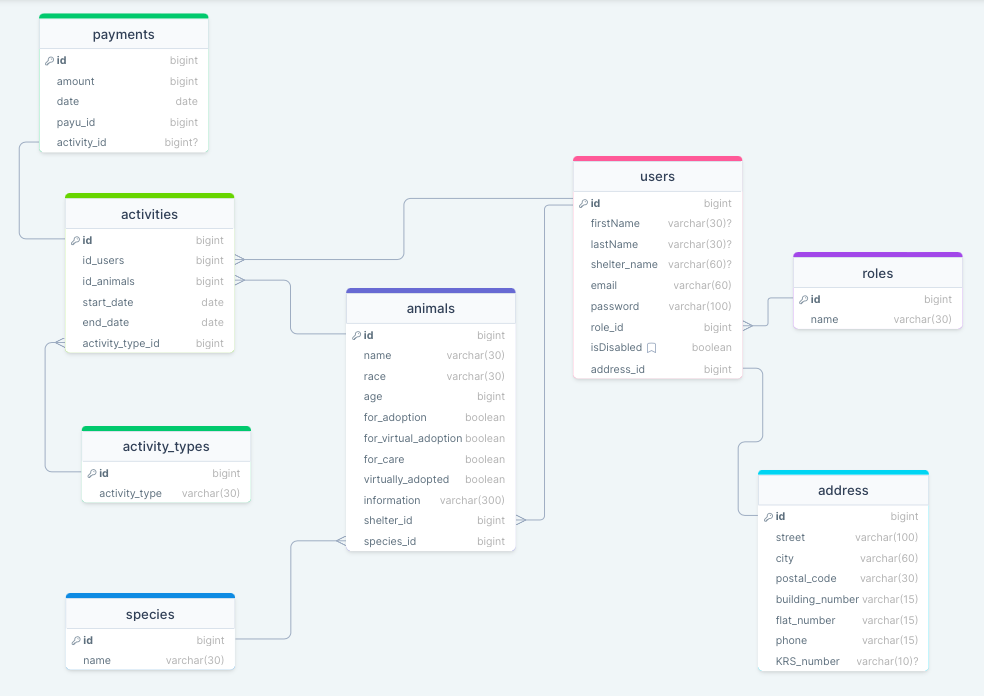 payments
id bigint
amount bigint
date date
payu_id bigint
activity_id bigint?
activities
id bigint
id_users bigint
id_animals bigint
start_date date
end_date date
activity_type_id bigint
activity_types
id bigint
activity_type varchar(30)
species
id bigint
name varchar(30)
animals
id bigint
name varchar(30)
race varchar(30)
age bigint
for_adoption boolean
for_virtual_adoption boolean
for_care boolean
virtually_adopted boolean
information varchar(300)
shelter_id bigint
species_id bigint
users
id bigint
firstName varchar(30)?
lastName varchar(30)?
shelter_name varchar(60)?
email varchar(60)
password varchar(100)
role_id bigint
isDisabled boolean
address_id bigint
roles
id bigint
name varchar(30)
address
id bigint
street varchar(100)
city varchar(60)
postal_code varchar(30)
building_number varchar(15)
flat_number varchar(15)
phone varchar(15)
KRS_number varchar(10)?